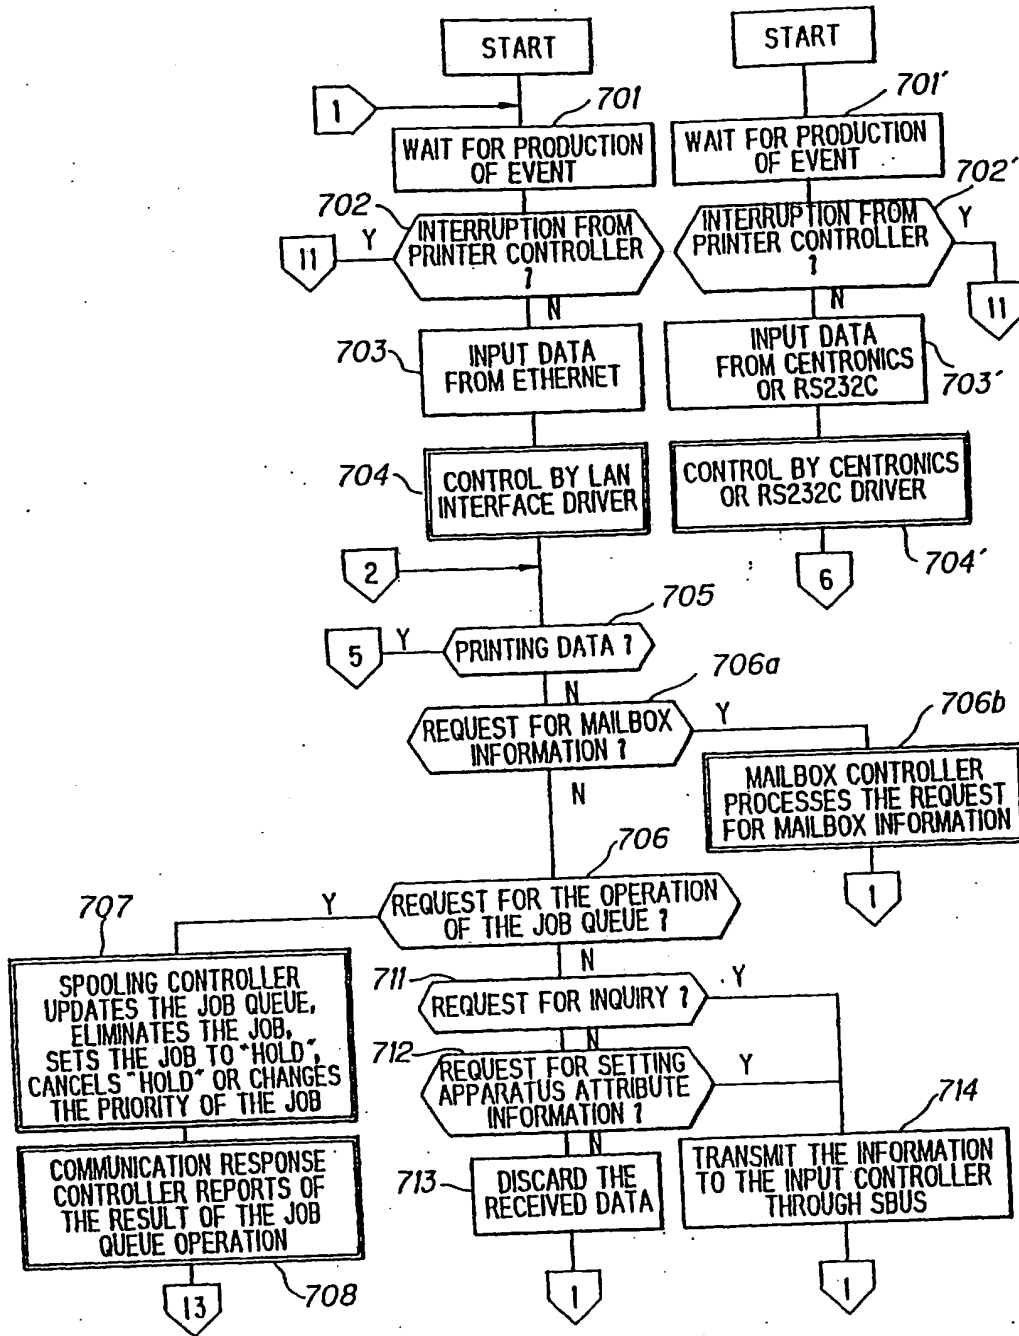 START
START
1
701
701´
WAIT FOR PRODUCTION
OF EVENT
WAIT FOR PRODUCTION
OF EVENT
702
702´
Y
INTERRUPTION FROM
PRINTER CONTROLLER
?
INTERRUPTION FROM
PRINTER CONTROLLER
?
Y
11
N
N
11
703
INPUT DATA
FROM ETHERNET
INPUT DATA
FROM CENTRONICS
OR RS232C
703´
704
CONTROL BY LAN
INTERFACE DRIVER
CONTROL BY CENTRONICS
OR RS232C DRIVER
704´
2
6
705
5
Y
PRINTING DATA ?
N
706a
REQUEST FOR MAILBOX
INFORMATION ?
Y
706b
N
MAILBOX CONTROLLER
PROCESSES THE REQUEST
FOR MAILBOX INFORMATION
706
1
707
Y
REQUEST FOR THE OPERATION
OF THE JOB QUEUE ?
N
SPOOLING CONTROLLER
UPDATES THE JOB QUEUE,
ELIMINATES THE JOB,
SETS THE JOB TO "HOLD",
CANCELS "HOLD" OR CHANGES
THE PRIORITY OF THE JOB
711
REQUEST FOR INQUIRY ?
Y
N
712
REQUEST FOR SETTING
APPARATUS ATTRIBUTE
INFORMATION ?
Y
N
714
COMMUNICATION RESPONSE
CONTROLLER REPORTS OF
THE RESULT OF THE JOB
QUEUE OPERATION
713
DISCARD THE
RECEIVED DATA
TRANSMIT THE INFORMATION
TO THE INPUT CONTROLLER
THROUGH SBUS
708
13
1
1